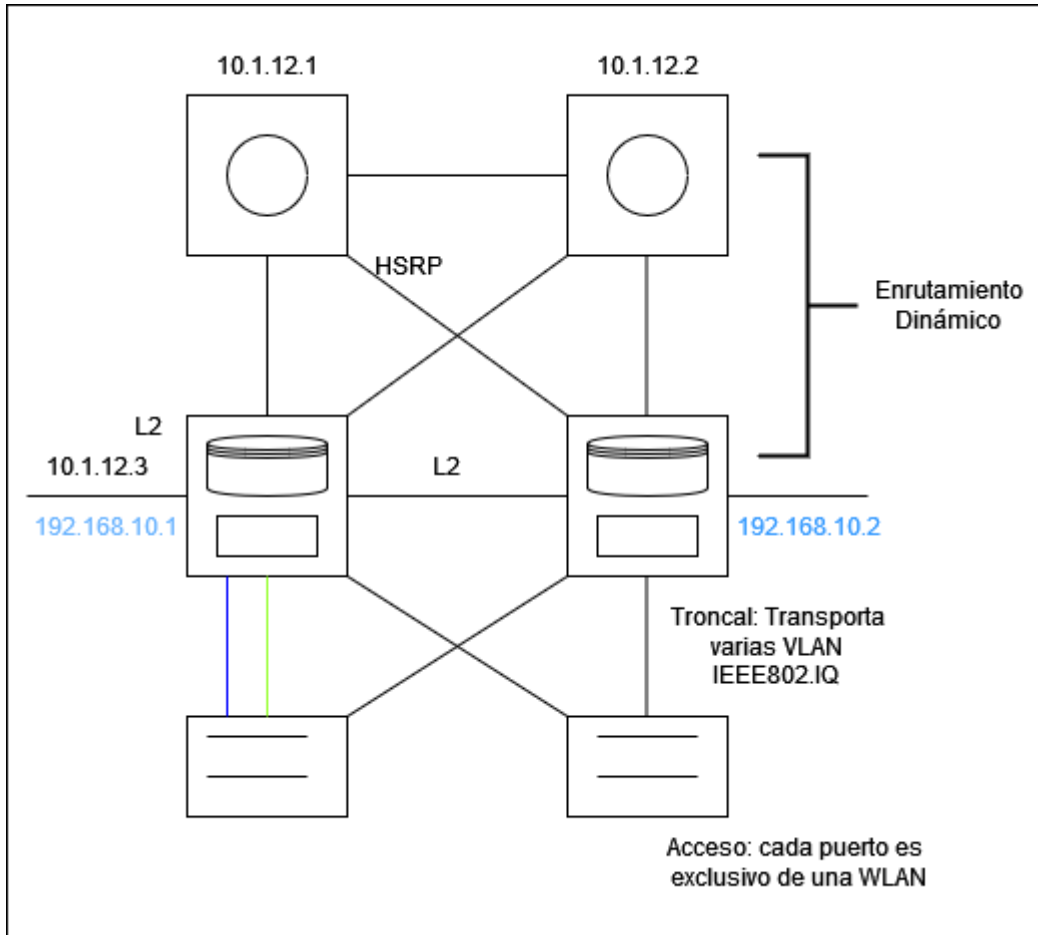 10.1.12.1
10.1.12.2
HSRP
Enrutamiento
Dinámico
L2
10.1.12.3
L2
192.168.10.1
192.168.10.2
Troncal: Transporta
varias VLAN
IEEE802.IQ
Acceso: cada puerto es
exclusivo de una WLAN